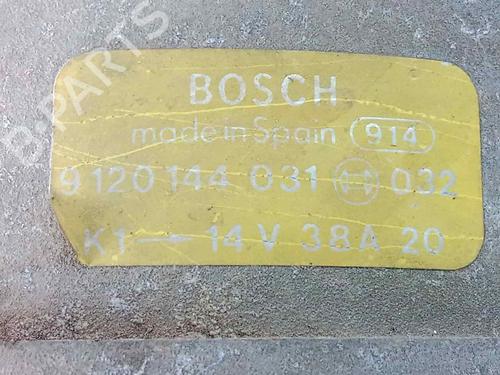 B-PARTS
BOSCH
made in Spain 914
9 120 144 031 032
K1 → 14 V 38A 20